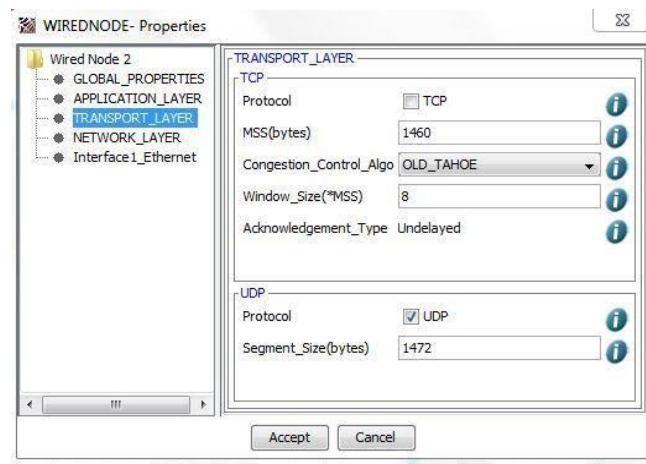 WIREDNODE- Properties
Wired Node 2
GLOBAL_PROPERTIES
APPLICATION_LAYER
TRANSPORT_LAYER
NETWORK_LAYER
Interface1_Ethernet
TRANSPORT_LAYER
TCP
Protocol TCP
MSS(bytes) 1460
Congestion_Control_Algo OLD_TAHOE
Window_Size(*MSS) 8
Acknowledgement_Type Undelayed
UDP
Protocol UDP
Segment_Size(bytes) 1472
Accept Cancel